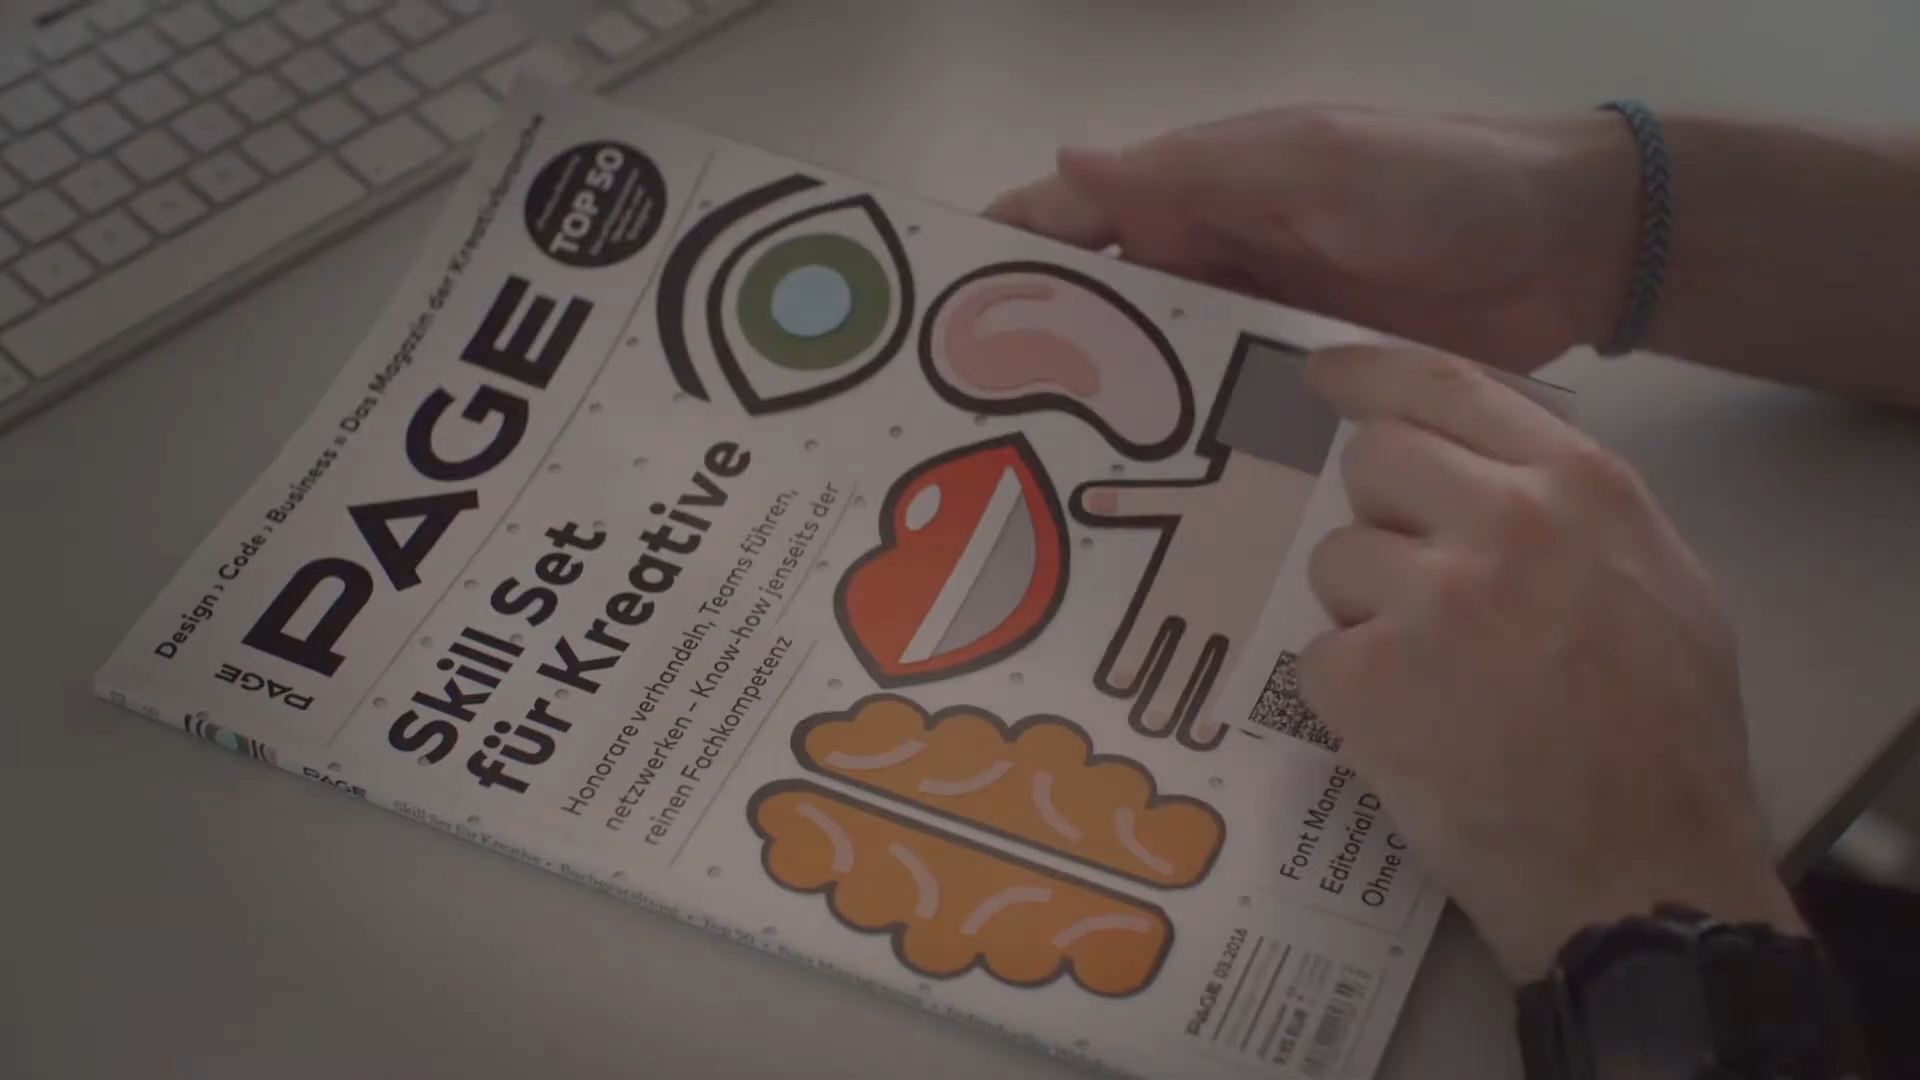 Design › Code › Business » Das Magazin der Kreativbranche
PAGE
PAGE
TOP 50
Skill Set
für Kreative
Honorare verhandeln, Teams führen,
netzwerken – Know-how jenseits der
reinen Fachkompetenz
Font Manag
Editorial D
Ohne C
PAGE 03.2016
PAGE
Skill Set für Kreative •
Top 50 •